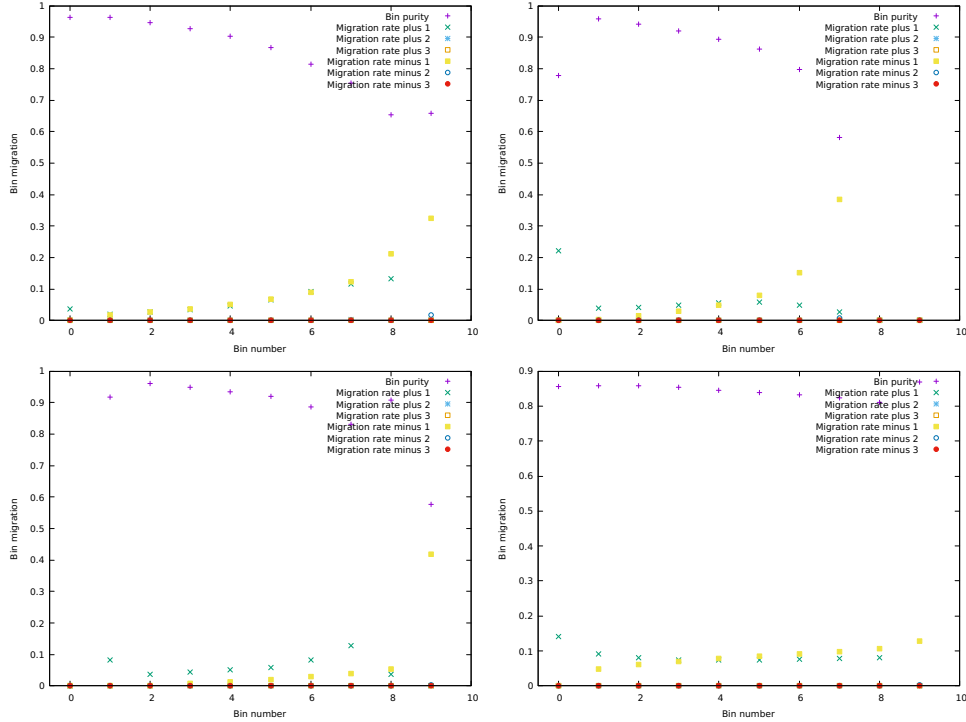 1
0.9
0.8
0.7
0.6
0.5
0.4
0.3
0.2
0.1
0
0 2 4 6 8 10
Bin migration
Bin number
Bin purity
Migration rate plus 1
Migration rate plus 2
Migration rate plus 3
Migration rate minus 1
Migration rate minus 2
Migration rate minus 3
1
0.9
0.8
0.7
0.6
0.5
0.4
0.3
0.2
0.1
0
0 2 4 6 8 10
Bin migration
Bin number
Bin purity
Migration rate plus 1
Migration rate plus 2
Migration rate plus 3
Migration rate minus 1
Migration rate minus 2
Migration rate minus 3
1
0.9
0.8
0.7
0.6
0.5
0.4
0.3
0.2
0.1
0
0 2 4 6 8 10
Bin migration
Bin number
Bin purity
Migration rate plus 1
Migration rate plus 2
Migration rate plus 3
Migration rate minus 1
Migration rate minus 2
Migration rate minus 3
0.9
0.8
0.7
0.6
0.5
0.4
0.3
0.2
0.1
0
0 2 4 6 8 10
Bin migration
Bin number
Bin purity
Migration rate plus 1
Migration rate plus 2
Migration rate plus 3
Migration rate minus 1
Migration rate minus 2
Migration rate minus 3